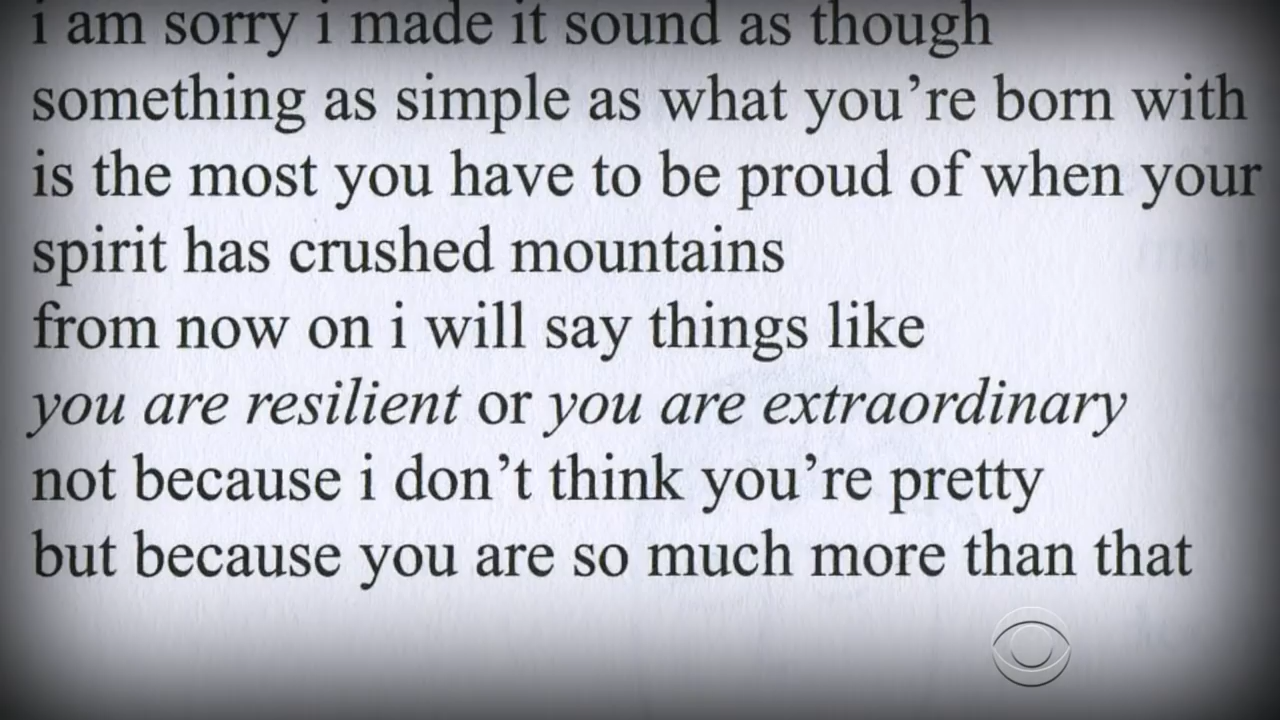 i am sorry i made it sound as though
something as simple as what you're born with
is the most you have to be proud of when your
spirit has crushed mountains
from now on i will say things like
you are resilient or you are extraordinary
not because i don't think you're pretty
but because you are so much more than that